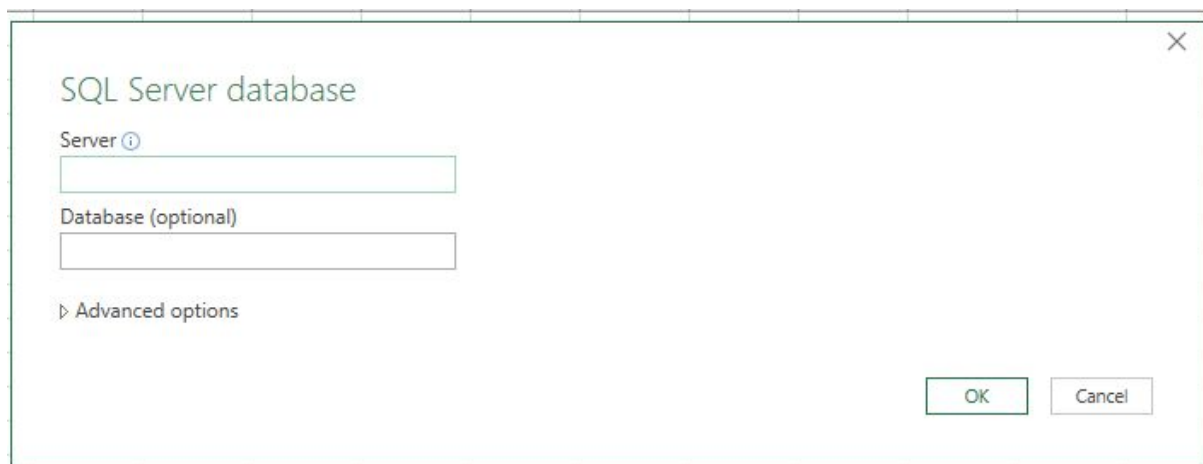 SQL Server database
Server
Database (optional)
Advanced options
OK
Cancel